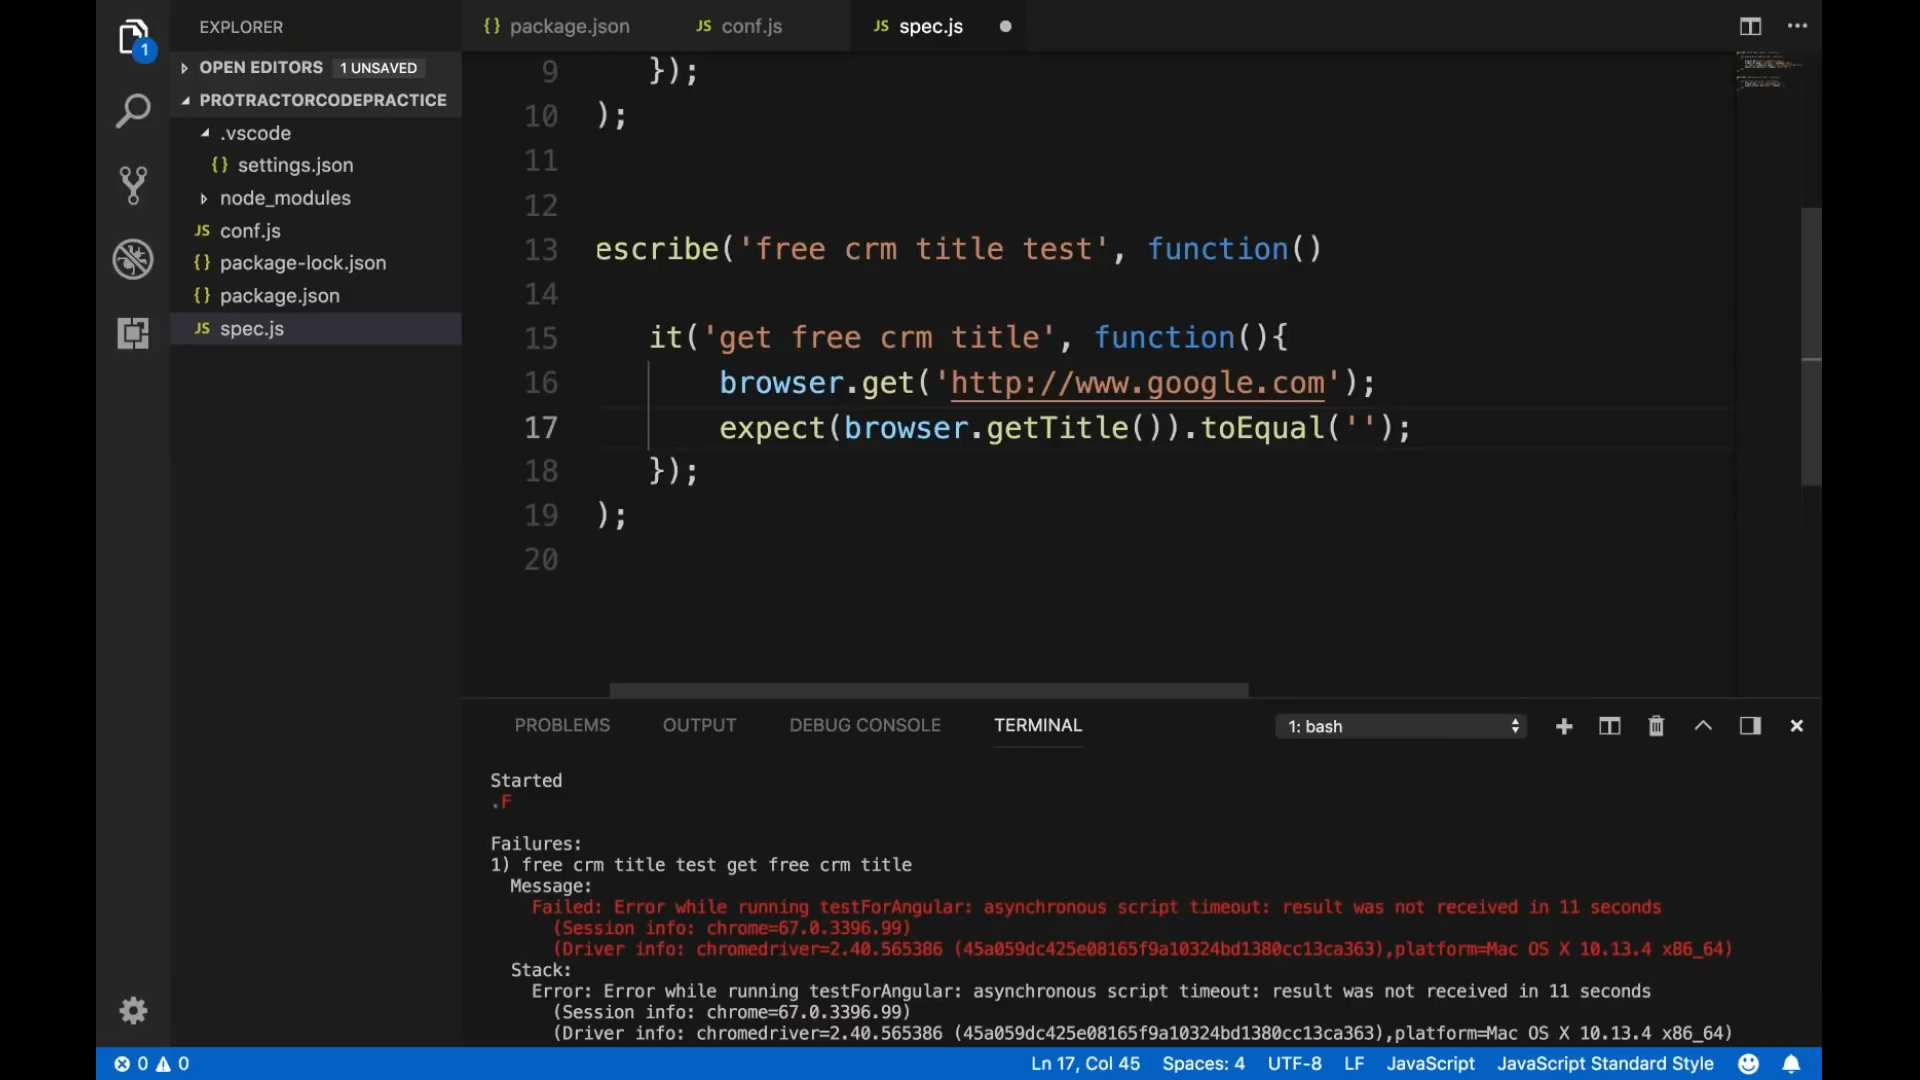 EXPLORER
{} package.json
JS conf.js
JS spec.js
1
OPEN EDITORS 1 UNSAVED
PROTRACTORCODEPRACTICE
.vscode
{} settings.json
node_modules
JS conf.js
{} package-lock.json
{} package.json
JS spec.js
9 });
10 );
11
12
13 escribe('free crm title test', function()
14
15 it('get free crm title', function(){
16 browser.get('http://www.google.com');
17 expect(browser.getTitle()).toEqual('');
18 });
19 );
20
PROBLEMS OUTPUT DEBUG CONSOLE TERMINAL 1: bash
Started
.F
Failures:
1) free crm title test get free crm title
Message:
Failed: Error while running testForAngular: asynchronous script timeout: result was not received in 11 seconds
(Session info: chrome=67.0.3396.99)
(Driver info: chromedriver=2.40.565386 (45a059dc425e08165f9a10324bd1380cc13ca363),platform=Mac OS X 10.13.4 x86_64)
Stack:
Error: Error while running testForAngular: asynchronous script timeout: result was not received in 11 seconds
(Session info: chrome=67.0.3396.99)
(Driver info: chromedriver=2.40.565386 (45a059dc425e08165f9a10324bd1380cc13ca363),platform=Mac OS X 10.13.4 x86_64)
0 0 Ln 17, Col 45 Spaces: 4 UTF-8 LF JavaScript JavaScript Standard Style